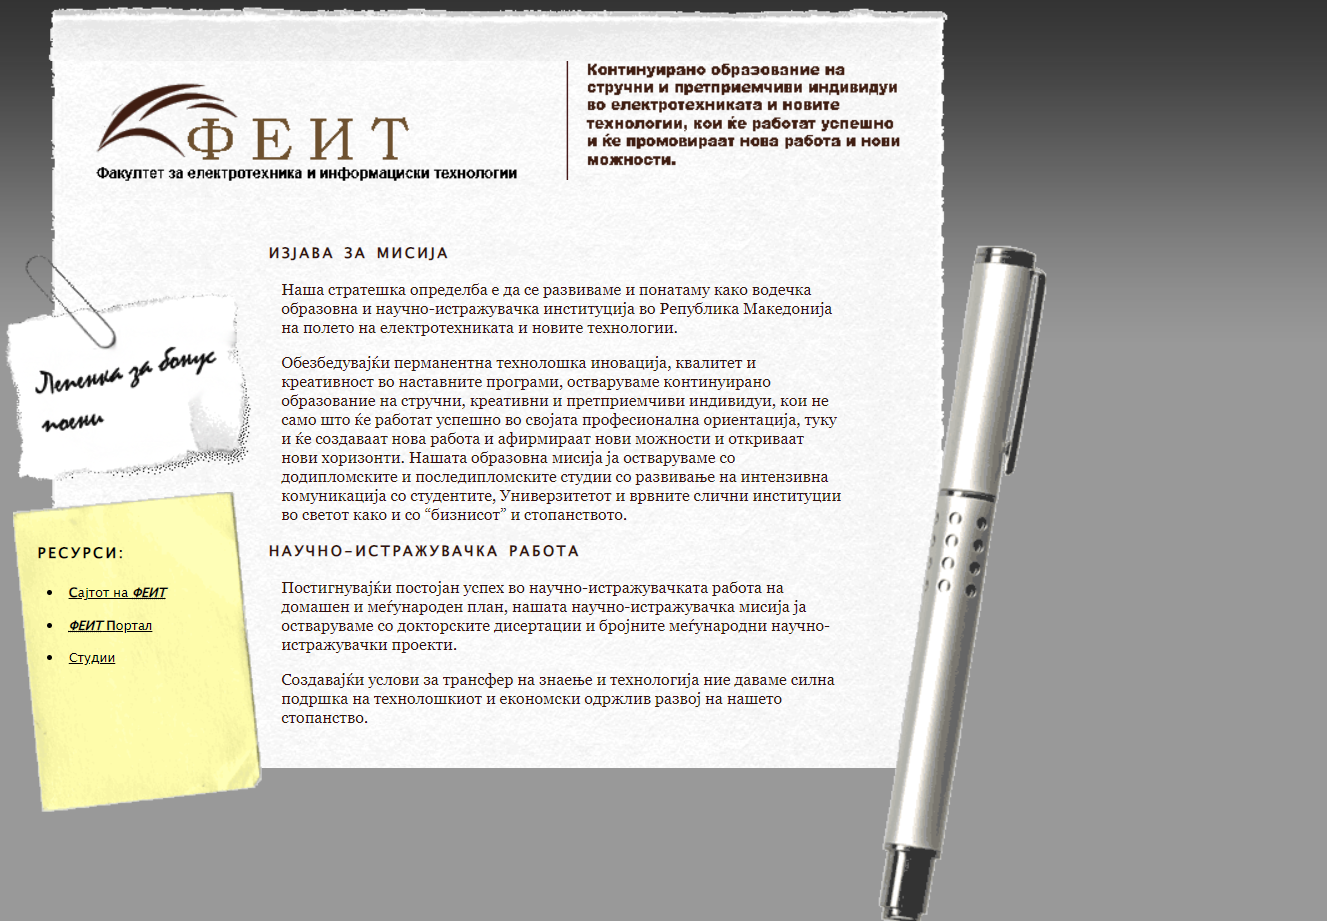 ФЕИТ
Факултет за електротехника и информациски технологии
Континуирано образование на
стручни и претприемчиви индивидуи
во електротехниката и новите
технологии, кои ќе работат успешно
и ќе промовираат нова работа и нови
можности.
ИЗЈАВА ЗА МИСИЈА
Наша стратешка определба е да се развиваме и понатаму како водечка
образовна и научно-истражувачка институција во Република Македонија
на полето на електротехниката и новите технологии.
Обезбедувајќи перманентна технолошка иновација, квалитет и
креативност во наставните програми, остваруваме континуирано
образование на стручни, креативни и претприемчиви индивидуи, кои не
само што ќе работат успешно во својата професионална ориентација, туку
и ќе создаваат нова работа и афирмираат нови можности и откриваат
нови хоризонти. Нашата образовна мисија ја остваруваме со
додипломските и последипломските студии со развивање на интензивна
комуникација со студентите, Универзитетот и врвните слични институции
во светот како и со “бизнисот” и стопанството.
НАУЧНО-ИСТРАЖУВАЧКА РАБОТА
Постигнувајќи постојан успех во научно-истражувачката работа на
домашен и меѓународен план, нашата научно-истражувачка мисија ја
остваруваме со докторските дисертации и бројните меѓународни научно-
истражувачки проекти.
Создавајќи услови за трансфер на знаење и технологија ние даваме силна
подршка на технолошкиот и економски одржлив развој на нашето
стопанство.
Лепенка за бонус
поени
РЕСУРСИ:
Сајтот на ФЕИТ
ФЕИТ Портал
Студии